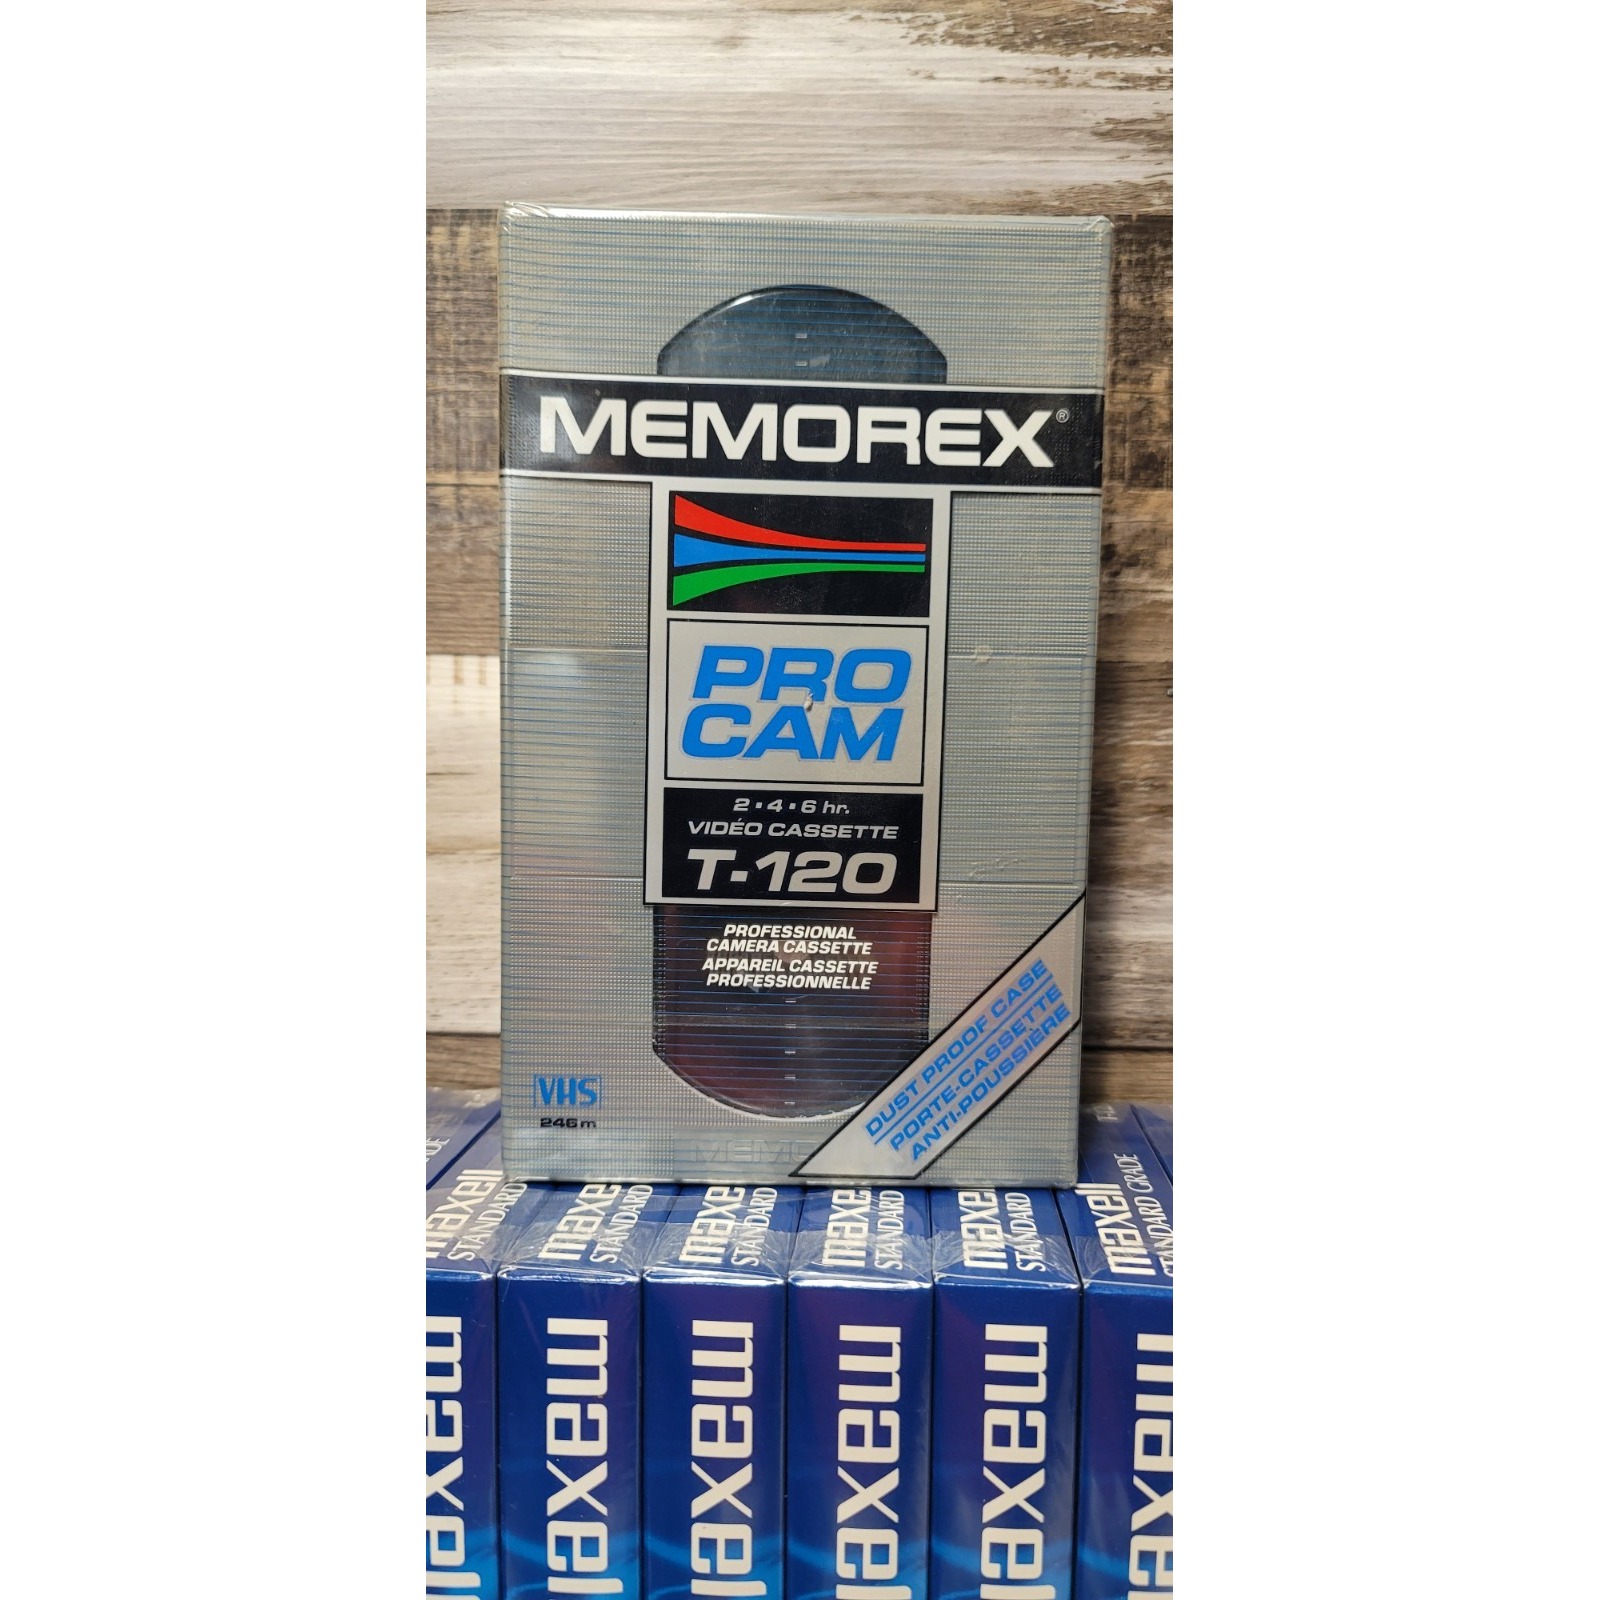 MEMOREX®
PRO
CAM
2•4•6 hr.
VIDÉO CASSETTE
T-120
PROFESSIONAL
CAMERA CASSETTE
APPAREIL CASSETTE
PROFESSIONNELLE
DUST PROOF CASE
PORTE-CASSETTE
ANTI-POUSSIÈRE
VHS
246 m
maxell
STANDARD
maxell
STANDARD
maxell
STANDARD
maxell
STANDARD
maxell
STANDARD
maxell
STANDARD GRADE
maxell
maxell
maxell
maxell
maxell
maxell